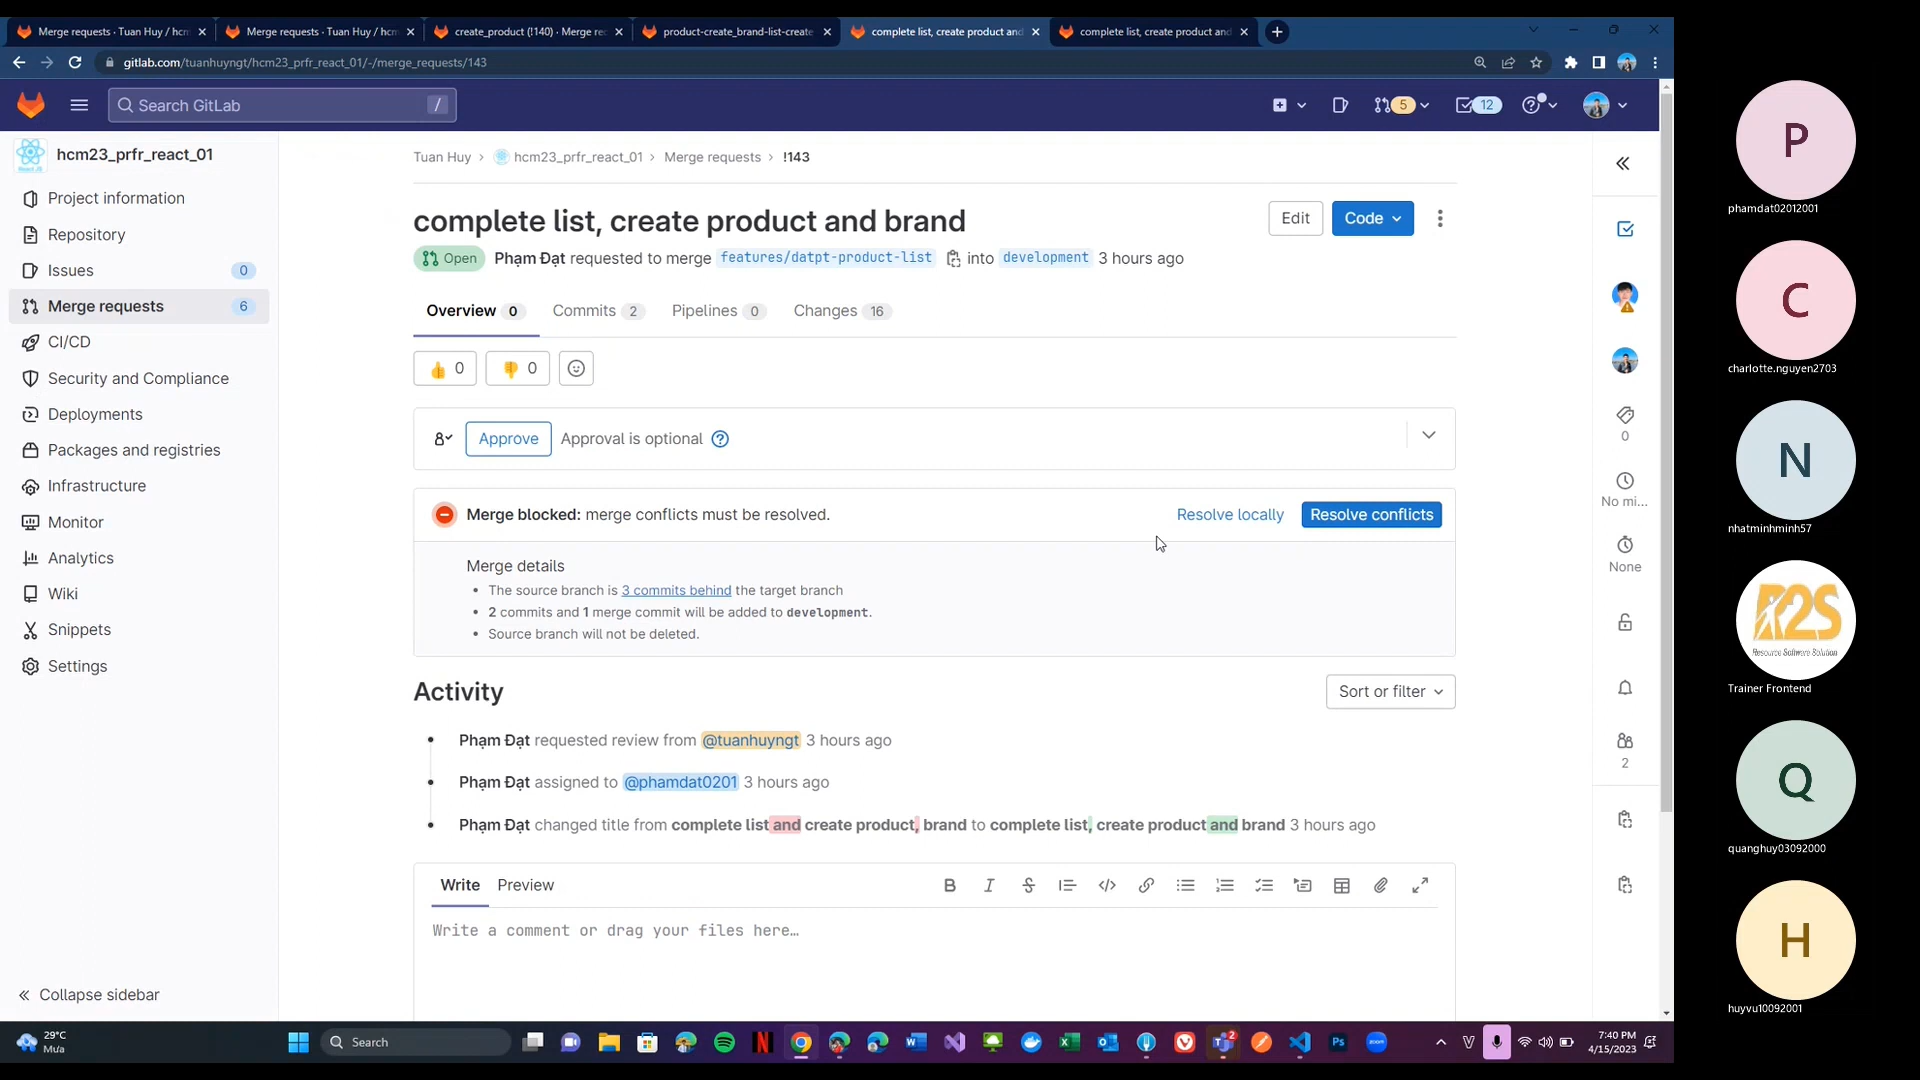 Merge requests · Tuan Huy / hcm
Merge requests · Tuan Huy / hcm
create_product (!140) · Merge re
product-create_brand-list-create
complete list, create product and
complete list, create product and
gitlab.com/tuanhuyngt/hcm23_prfr_react_01/-/merge_requests/143
Search GitLab
/
5
12
hcm23_prfr_react_01
Project information
Repository
Issues 0
Merge requests 6
CI/CD
Security and Compliance
Deployments
Packages and registries
Infrastructure
Monitor
Analytics
Wiki
Snippets
Settings
Collapse sidebar
Tuan Huy › hcm23_prfr_react_01 › Merge requests › !143
complete list, create product and brand
Edit
Code
Open Phạm Đạt requested to merge features/datpt-product-list into development 3 hours ago
Overview 0 Commits 2 Pipelines 0 Changes 16
0 0
Approve Approval is optional
Merge blocked: merge conflicts must be resolved.
Resolve locally Resolve conflicts
Merge details
• The source branch is 3 commits behind the target branch
• 2 commits and 1 merge commit will be added to development.
• Source branch will not be deleted.
Activity
Sort or filter
• Phạm Đạt requested review from @tuanhuyngt 3 hours ago
• Phạm Đạt assigned to @phamdat0201 3 hours ago
• Phạm Đạt changed title from complete list and create product, brand to complete list, create product and brand 3 hours ago
Write Preview
Write a comment or drag your files here…
0
No mi...
None
2
P
phamdat02012001
C
charlotte.nguyen2703
N
nhatminhminh57
R2S
Resource Software Solution
Trainer Frontend
Q
quanghuy03092000
H
huyvu10092001
29°C
Mưa
Search
2
7:40 PM
4/15/2023